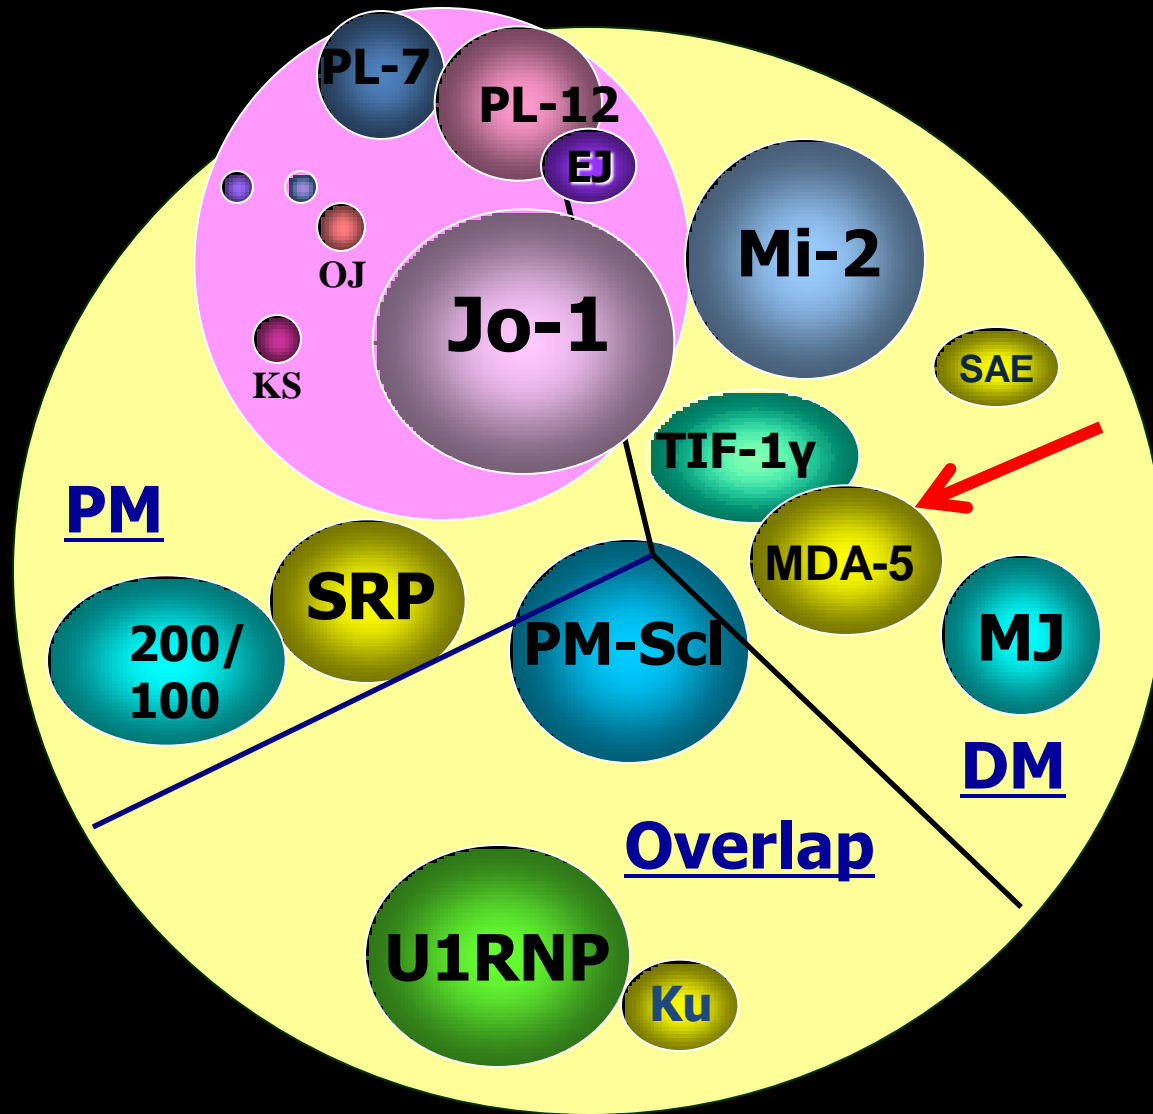 PL-7
PL-12
EJ
Mi-2
OJ
Jo-1
SAE
KS
TIF-1γ
PM
MDA-5
SRP
200/
100
PM-Scl
MJ
DM
Overlap
U1RNP
Ku